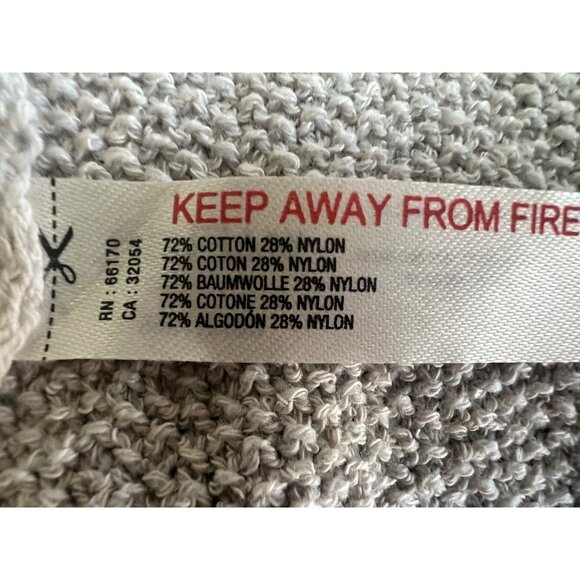 KEEP AWAY FROM FIRE
72% COTTON 28% NYLON
72% COTON 28% NYLON
72% BAUMWOLLE 28% NYLON
72% COTONE 28% NYLON
72% ALGODÓN 28% NYLON
RN : 66170
CA : 32054